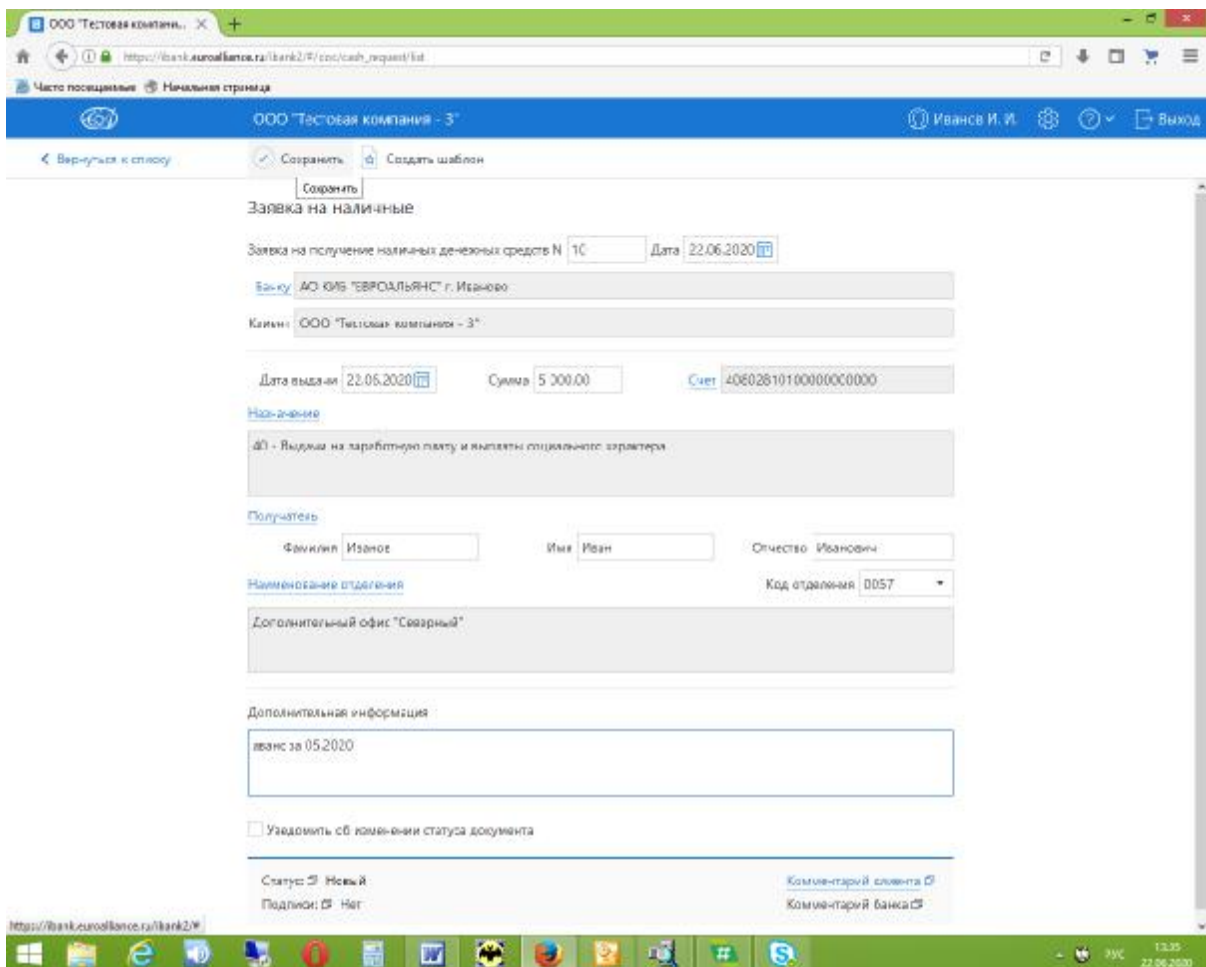 ООО "Тестовая компани...
https://ibank.euroalliance.ru/ibank2/#/doc/cash_request/list
Часто посещаемые Начальная страница
ООО "Тестовая компания - 3" Иванов И. И. Выход
Вернуться к списку Сохранить Создать шаблон
Сохранить
Заявка на наличные
Заявка на получение наличных денежных средств N 10 Дата 22.06.2020
Банку АО КИБ "ЕВРОАЛЬЯНС" г. Иваново
Клиент ООО "Тестовая компания - 3"
Дата выдачи 22.06.2020 Сумма 5 000.00 Счет 40802810100000000000
Назначение
40 - Выдачи на заработную плату и выплаты социального характера
Получатель
Фамилия Иванов Имя Иван Отчество Иванович
Наименование отделения Код отделения 0057
Дополнительный офис "Северный"
Дополнительная информация
аванс за 05.2020
Уведомить об изменении статуса документа
Статус: Новый Комментарий клиента
Подписи: Нет Комментарий банка
https://ibank.euroalliance.ru/ibank2/#
РУС 13:35
22.06.2020